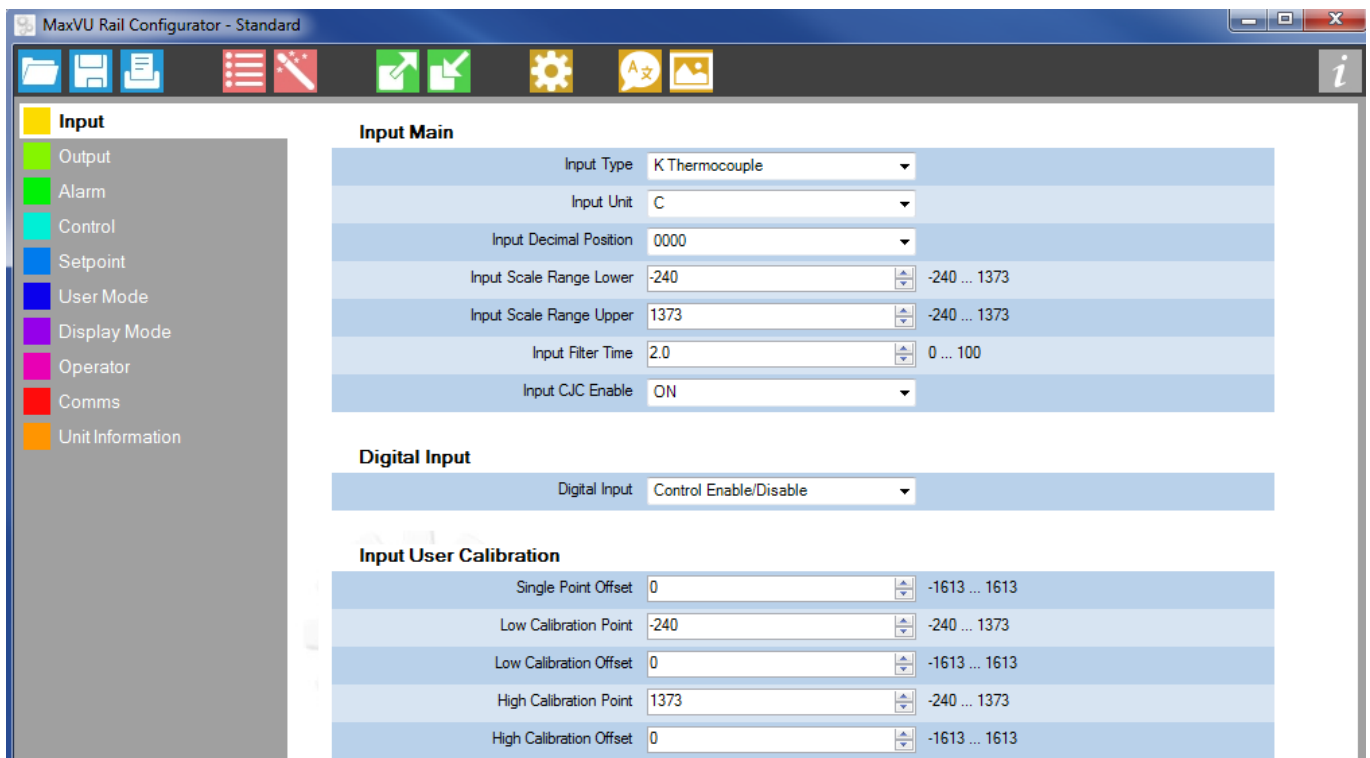 MaxVU Rail Configurator - Standard
Input
Output
Alarm
Control
Setpoint
User Mode
Display Mode
Operator
Comms
Unit Information
Input Main
Input Type K Thermocouple
Input Unit C
Input Decimal Position 0000
Input Scale Range Lower -240 -240 ... 1373
Input Scale Range Upper 1373 -240 ... 1373
Input Filter Time 2.0 0 ... 100
Input CJC Enable ON
Digital Input
Digital Input Control Enable/Disable
Input User Calibration
Single Point Offset 0 -1613 ... 1613
Low Calibration Point -240 -240 ... 1373
Low Calibration Offset 0 -1613 ... 1613
High Calibration Point 1373 -240 ... 1373
High Calibration Offset 0 -1613 ... 1613